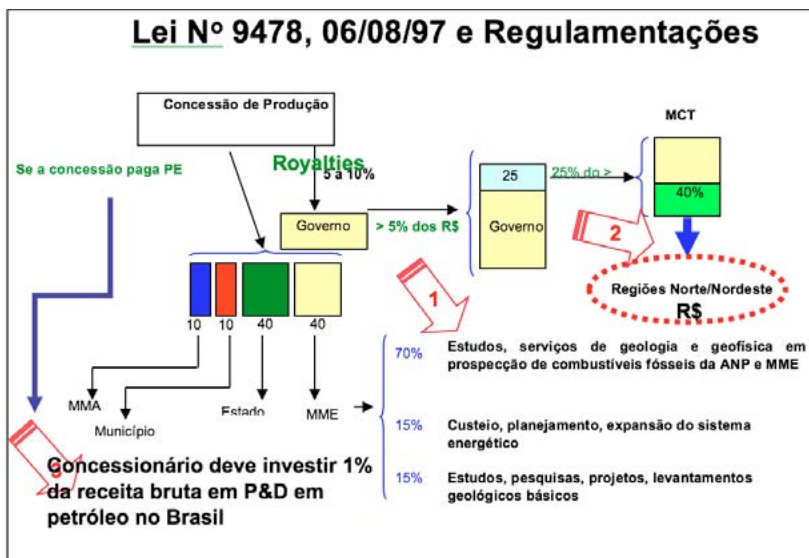 Lei Nº 9478, 06/08/97 e Regulamentações
Concessão de Produção
MCT
Se a concessão paga PE
Royalties
5 a 10%
25
25% do >
40%
Governo
> 5% dos R$
Governo
2
1
Regiões Norte/Nordeste
R$
10
10
40
40
70%
Estudos, serviços de geologia e geofísica em
prospecção de combustíveis fósseis da ANP e MME
MMA
Município
Estado
MME
15%
Custeio, planejamento, expansão do sistema
energético
3
Concessionário deve investir 1%
da receita bruta em P&D em
petróleo no Brasil
15%
Estudos, pesquisas, projetos, levantamentos
geológicos básicos